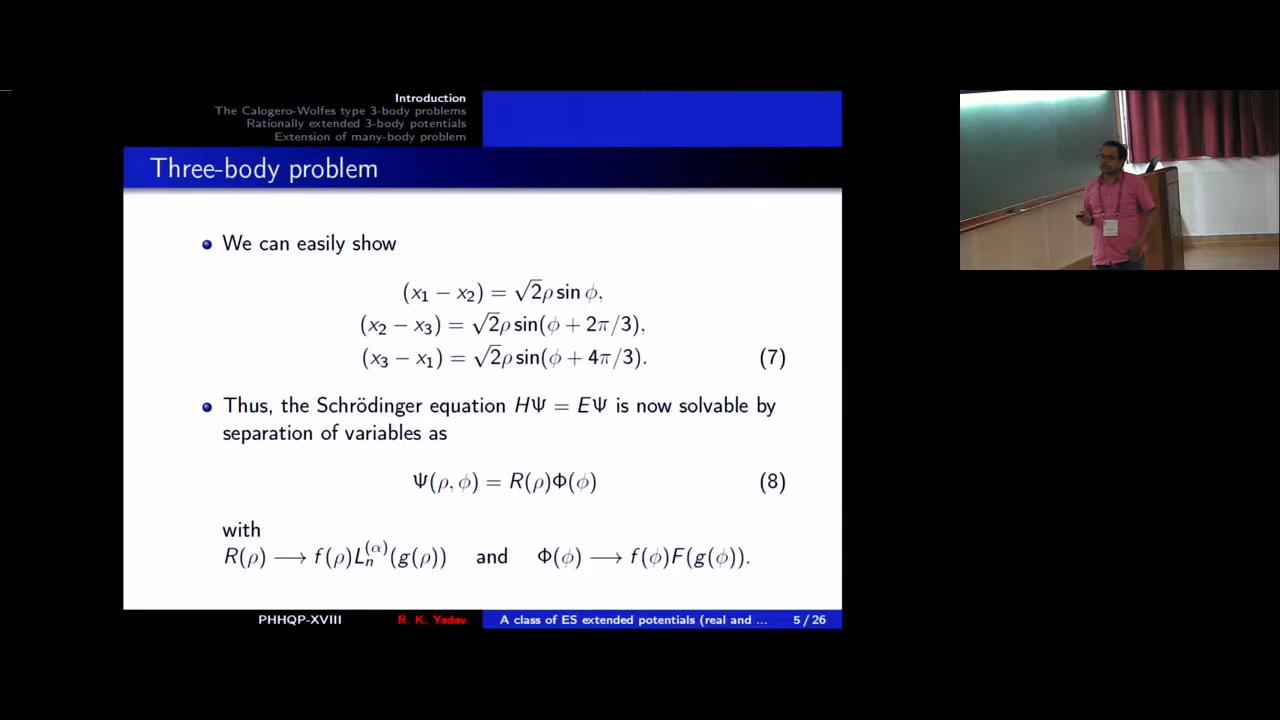 Introduction
The Calogero-Wolfes type 3-body problems
Rationally extended 3-body potentials
Extension of many-body problem
Three-body problem
We can easily show
(x₁ − x₂) = √2ρ sin ϕ,
(x₂ − x₃) = √2ρ sin(ϕ + 2π/3),
(x₃ − x₁) = √2ρ sin(ϕ + 4π/3). (7)
Thus, the Schrödinger equation HΨ = EΨ is now solvable by
separation of variables as
Ψ(ρ, ϕ) = R(ρ)Φ(ϕ) (8)
with
R(ρ) ⟶ f(ρ)Lₙ^(α)(g(ρ)) and Φ(ϕ) ⟶ f(ϕ)F(g(ϕ)).
PHHQP-XVIII R. K. Yadav A class of ES extended potentials (real and ... 5 / 26